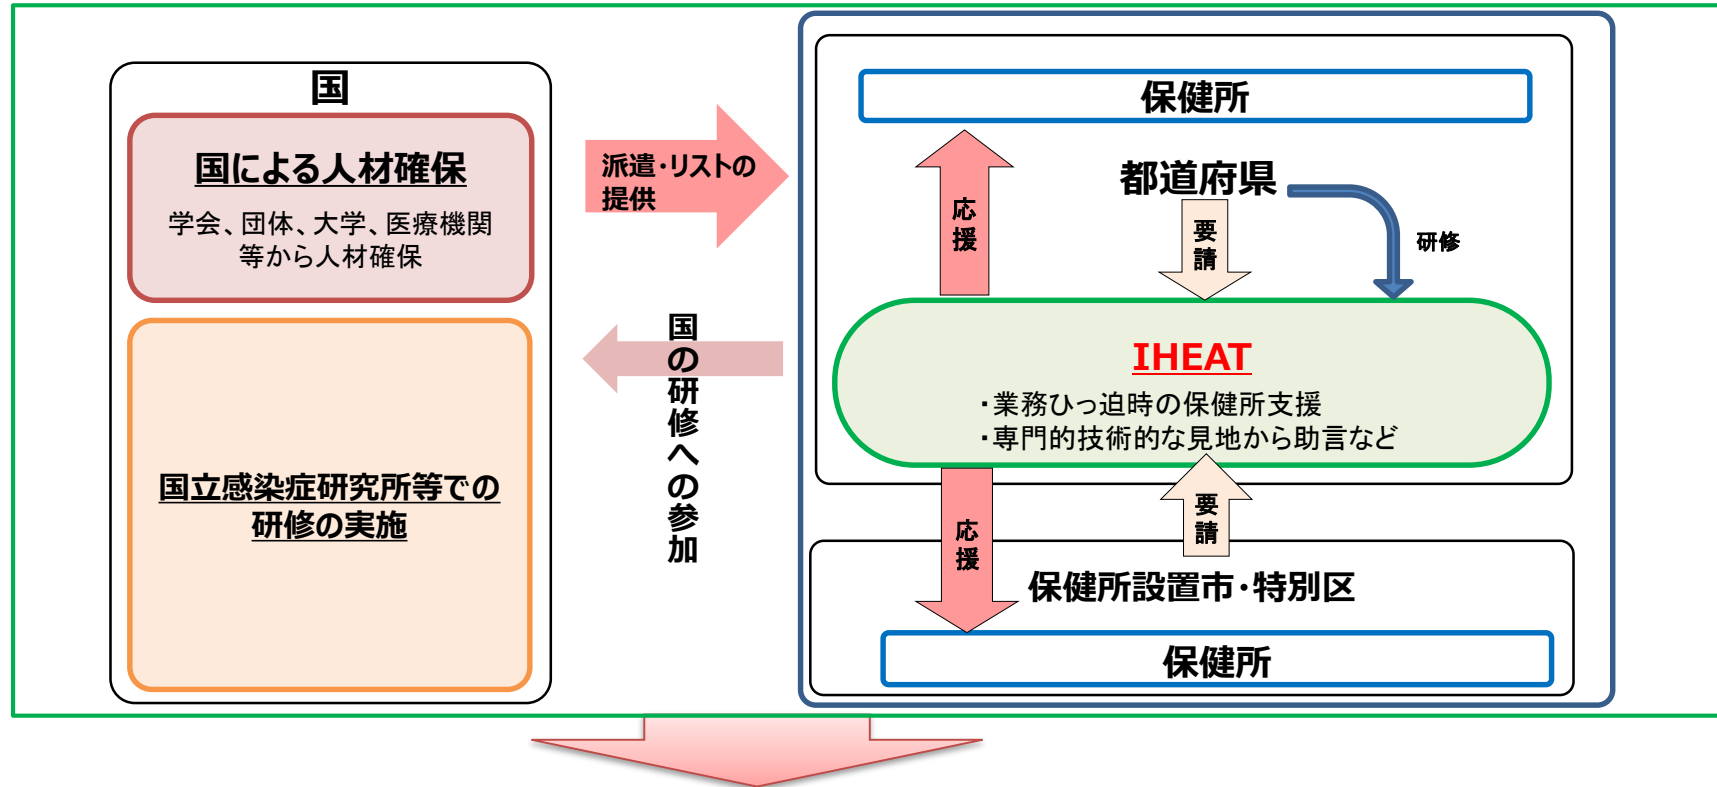 国
国による人材確保
学会、団体、大学、医療機関
等から人材確保
国立感染症研究所等での
研修の実施
派遣・リストの
提供
国の研修への参加
保健所
都道府県
応援
要請
研修
IHEAT
・業務ひっ迫時の保健所支援
・専門的技術的な見地から助言など
応援
要請
保健所設置市・特別区
保健所